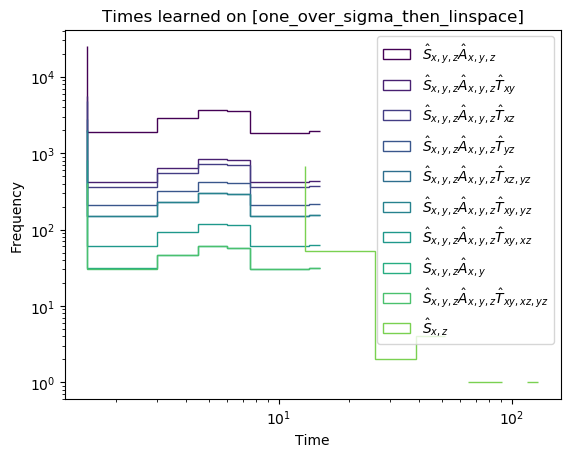 Times learned on [one_over_sigma_then_linspace]
Frequency
10⁴
10³
10²
10¹
10⁰
Ŝx,y,zÂx,y,z
Ŝx,y,zÂx,y,zT̂xy
Ŝx,y,zÂx,y,zT̂xz
Ŝx,y,zÂx,y,zT̂yz
Ŝx,y,zÂx,y,zT̂xz,yz
Ŝx,y,zÂx,y,zT̂xy,yz
Ŝx,y,zÂx,y,zT̂xy,xz
Ŝx,y,zÂx,y
Ŝx,y,zÂx,y,zT̂xy,xz,yz
Ŝx,z
10¹
10²
Time